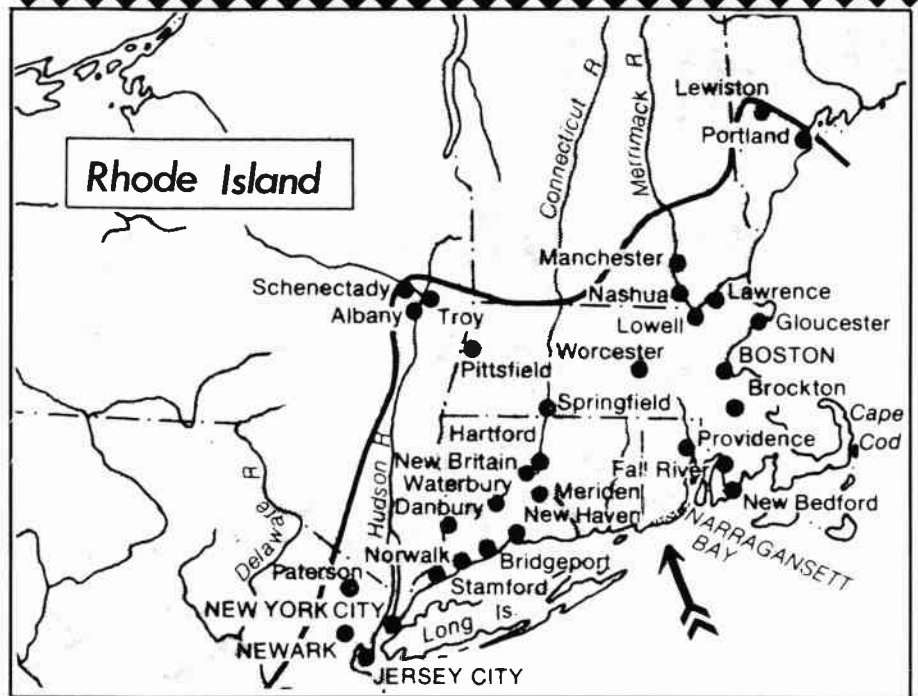 Rhode Island
Connecticut R
Merrimack R
Lewiston
Portland
Manchester
Schenectady
Nashua
Lawrence
Albany
Troy
Lowell
Gloucester
Worcester
BOSTON
Pittsfield
Brockton
Springfield
Cape
Cod
Hudson R
Hartford
Providence
Delaware R
New Britain
Fall River
Waterbury
Meriden
New Bedford
Danbury
New Haven
NARRAGANSETT
BAY
Norwalk
Bridgeport
Paterson
Stamford
NEW YORK CITY
Long Is.
NEWARK
JERSEY CITY